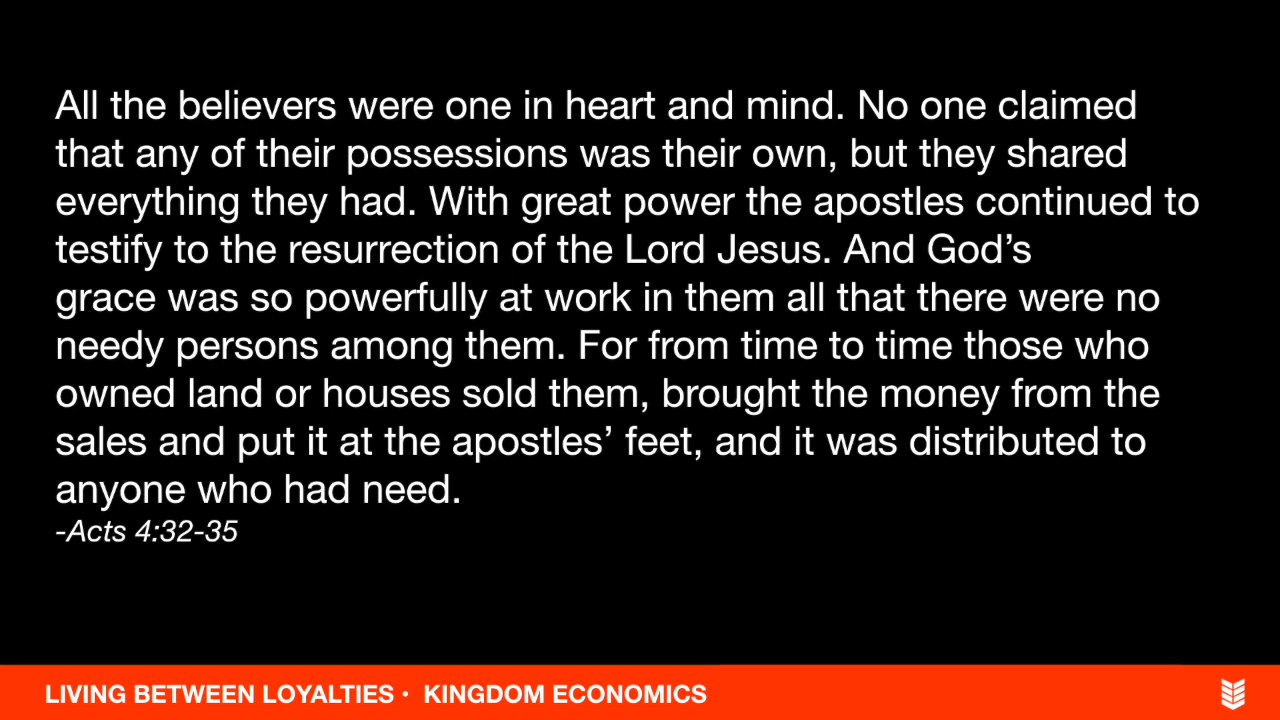 All the believers were one in heart and mind. No one claimed
that any of their possessions was their own, but they shared
everything they had. With great power the apostles continued to
testify to the resurrection of the Lord Jesus. And God’s
grace was so powerfully at work in them all that there were no
needy persons among them. For from time to time those who
owned land or houses sold them, brought the money from the
sales and put it at the apostles’ feet, and it was distributed to
anyone who had need.
-Acts 4:32-35
LIVING BETWEEN LOYALTIES • KINGDOM ECONOMICS